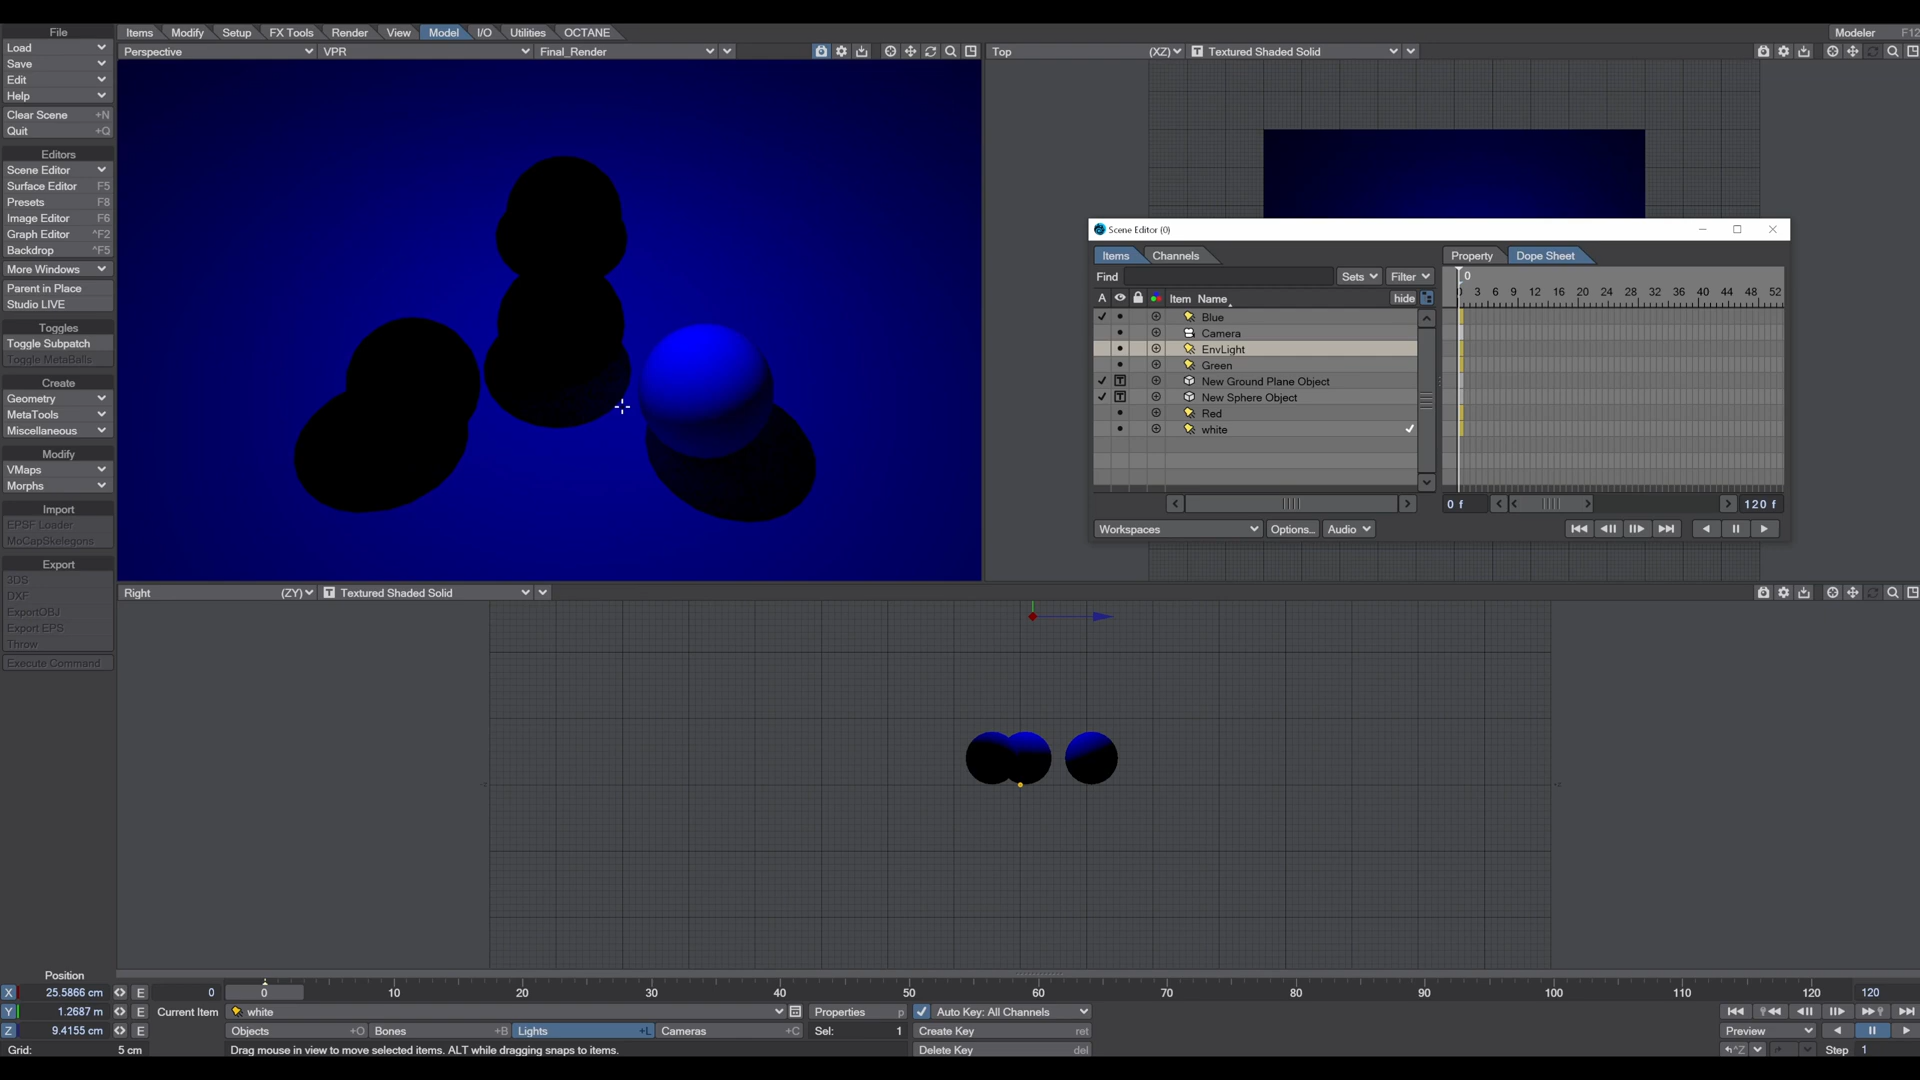 File
Load
Save
Edit
Help
Clear Scene +N
Quit +Q
Editors
Scene Editor
Surface Editor F5
Presets F8
Image Editor F6
Graph Editor ^F2
Backdrop ^F5
More Windows
Parent in Place
Studio LIVE
Toggles
Toggle Subpatch
Toggle MetaBalls
Create
Geometry
MetaTools
Miscellaneous
Modify
VMaps
Morphs
Import
EPSF Loader
MoCapSkelegons
Export
3DS
DXF
ExportOBJ
Export EPS
Throw
Execute Command
Items Modify Setup FX Tools Render View Model I/O Utilities OCTANE Modeler F12
Perspective VPR Final_Render
Top (XZ) T Textured Shaded Solid
Scene Editor (0)
Items Channels Property Dope Sheet
Find Sets Filter 0
A Item Name hide
0 3 6 9 12 16 20 24 28 32 36 40 44 48 52
Blue
Camera
EnvLight
Green
T New Ground Plane Object
T New Sphere Object
Red
white
0 f 120 f
Workspaces Options... Audio
Right (ZY) T Textured Shaded Solid
Position
X 25.5866 cm E 0 0 10 20 30 40 50 60 70 80 90 100 110 120 120
Y 1.2687 m E Current Item white Properties p Auto Key: All Channels
Z 9.4155 cm E Objects +O Bones +B Lights +L Cameras +C Sel: 1 Create Key ret Preview
Grid: 5 cm Drag mouse in view to move selected items. ALT while dragging snaps to items. Delete Key del ^Z Step 1